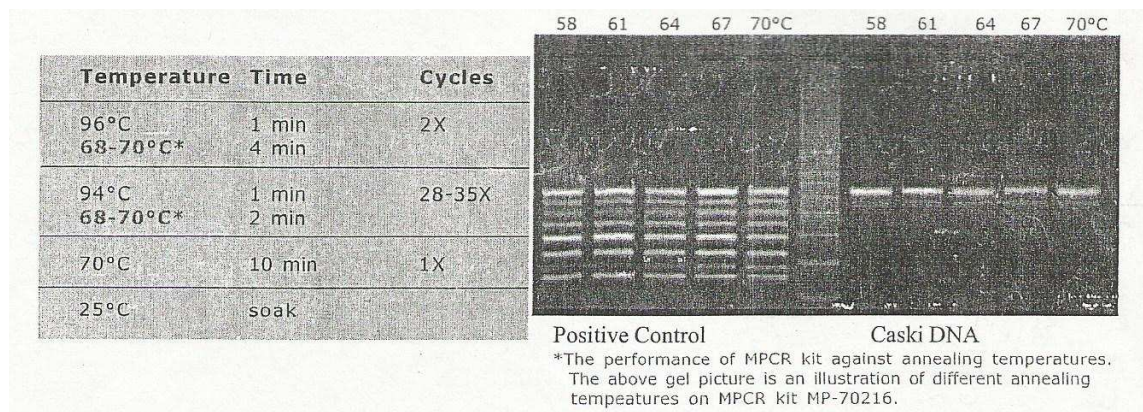 Temperature Time Cycles
96°C 1 min 2X
68-70°C* 4 min
94°C 1 min 28-35X
68-70°C* 2 min
70°C 10 min 1X
25°C soak
58 61 64 67 70°C 58 61 64 67 70°C
Positive Control Caski DNA
*The performance of MPCR kit against annealing temperatures.
The above gel picture is an illustration of different annealing
tempeatures on MPCR kit MP-70216.